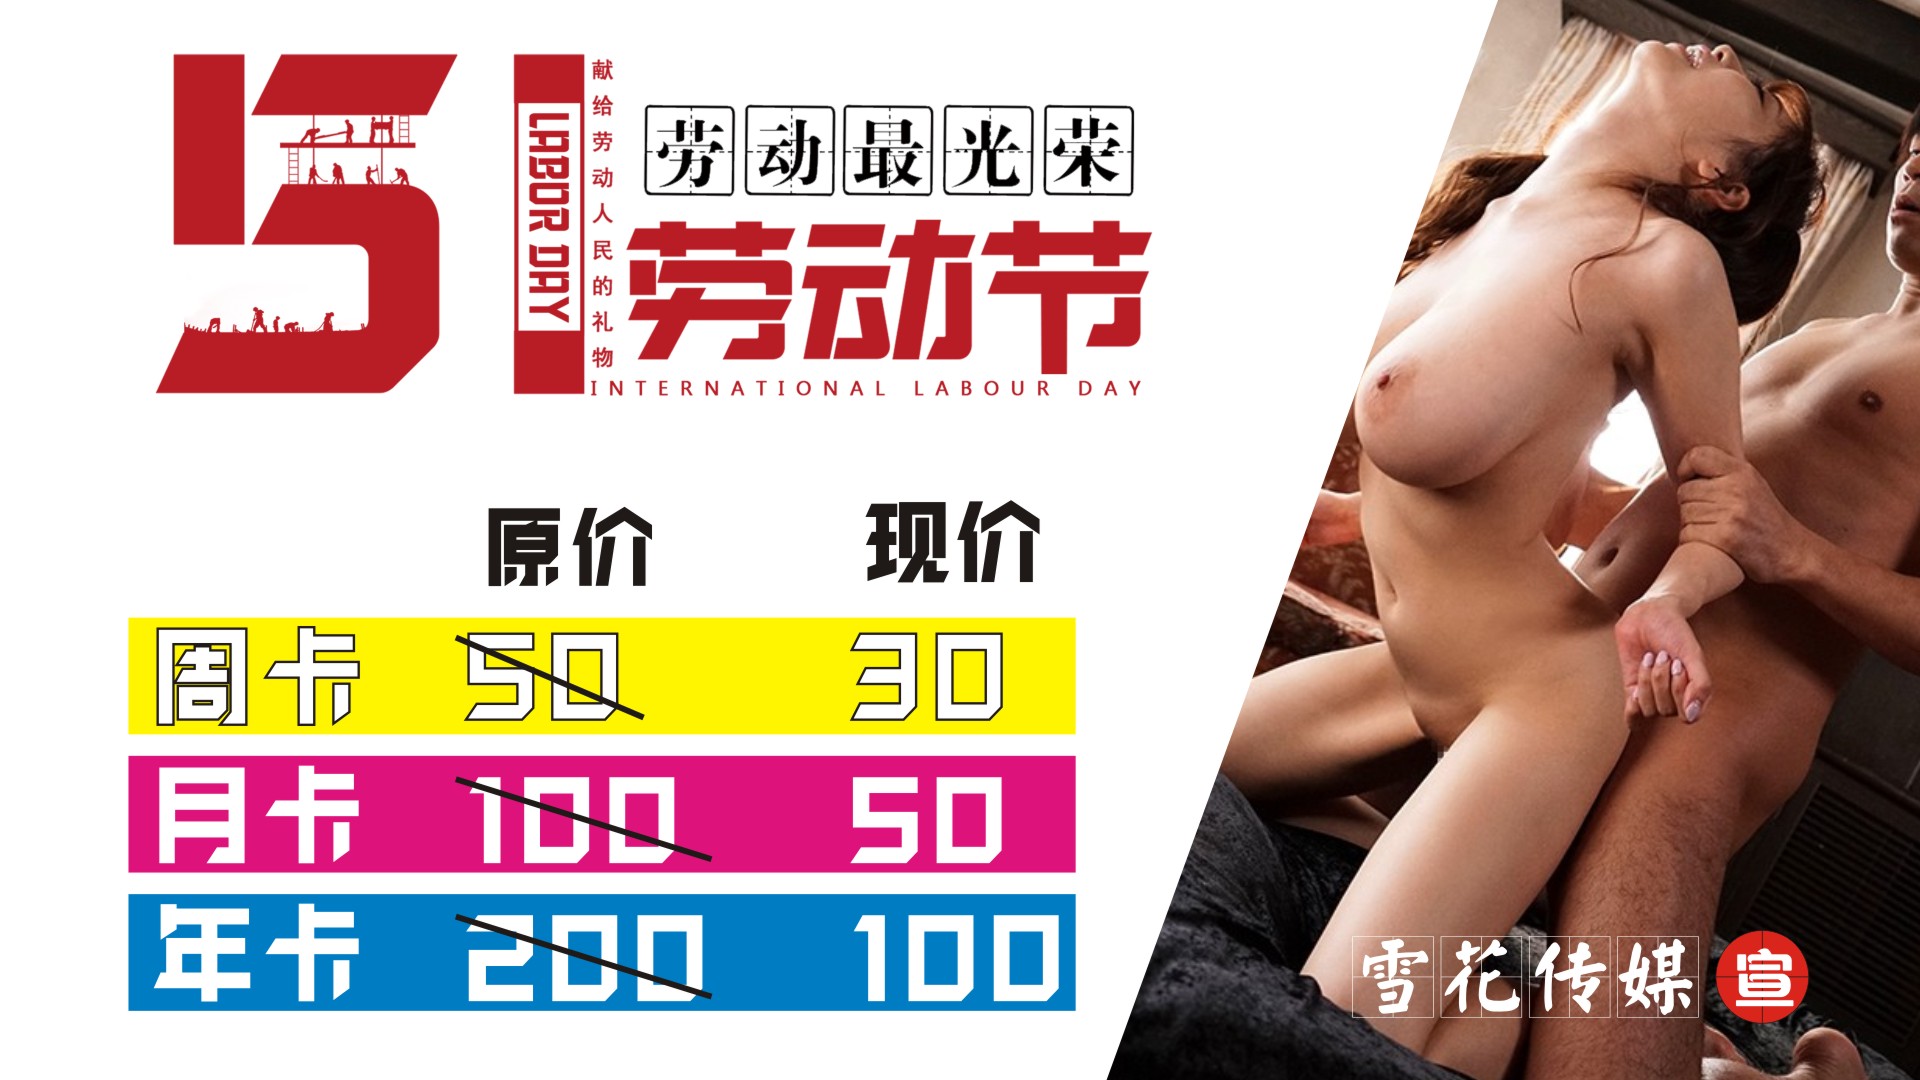 51
LABOR DAY
献给劳动人民的礼物
劳动最光荣
劳动节
INTERNATIONAL LABOUR DAY
原价 现价
周卡 50 30
月卡 100 50
年卡 200 100
雪花传媒 宣